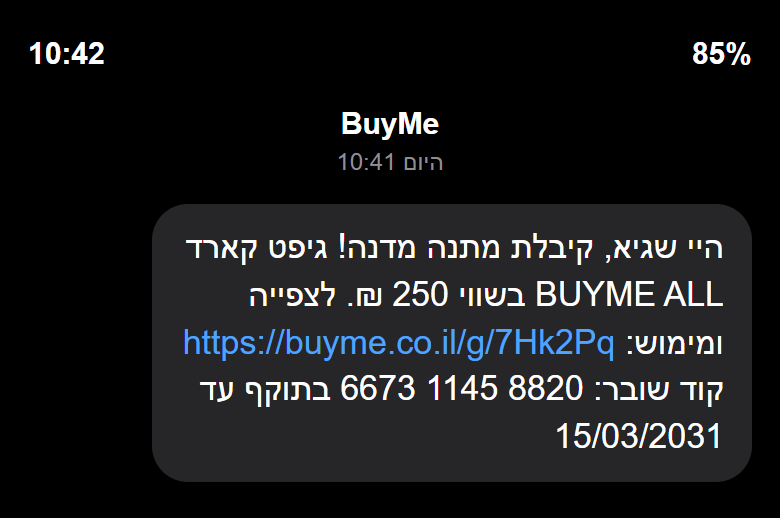 10:42
85%
BuyMe
היום 10:41
היי שגיא, קיבלת מתנה מדנה! גיפט קארד
BUYME ALL בשווי 250 ₪. לצפייה
ומימוש: https://buyme.co.il/g/7Hk2Pq
קוד שובר: 8820 1145 6673 בתוקף עד
15/03/2031